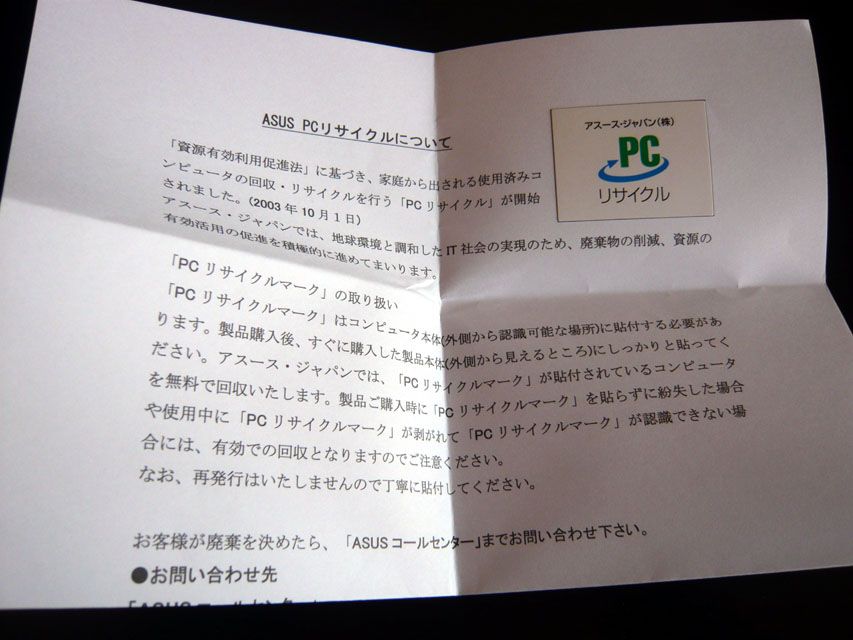 ASUS PCリサイクルについて
アスース・ジャパン(株)
PC
リサイクル
「資源有効利用促進法」に基づき、家庭から出される使用済みコ
ンピュータの回収・リサイクルを行う「PCリサイクル」が開始
されました。(2003年10月1日)
アスース・ジャパンでは、地球環境と調和したIT社会の実現のため、廃棄物の削減、資源の
有効活用の促進を積極的に進めてまいります。
「PCリサイクルマーク」の取り扱い
「PCリサイクルマーク」はコンピュータ本体(外側から認識可能な場所)に貼付する必要があ
ります。製品購入後、すぐに購入した製品本体(外側から見えるところ)にしっかりと貼ってく
ださい。アスース・ジャパンでは、「PCリサイクルマーク」が貼付されているコンピュータ
を無料で回収いたします。製品ご購入時に「PCリサイクルマーク」を貼らずに紛失した場合
や使用中に「PCリサイクルマーク」が剥がれて「PCリサイクルマーク」が認識できない場
合には、有効での回収となりますのでご注意ください。
なお、再発行はいたしませんので丁寧に貼付してください。
お客様が廃棄を決めたら、「ASUSコールセンター」までお問い合わせ下さい。
●お問い合わせ先
「ASUSコールセンタ